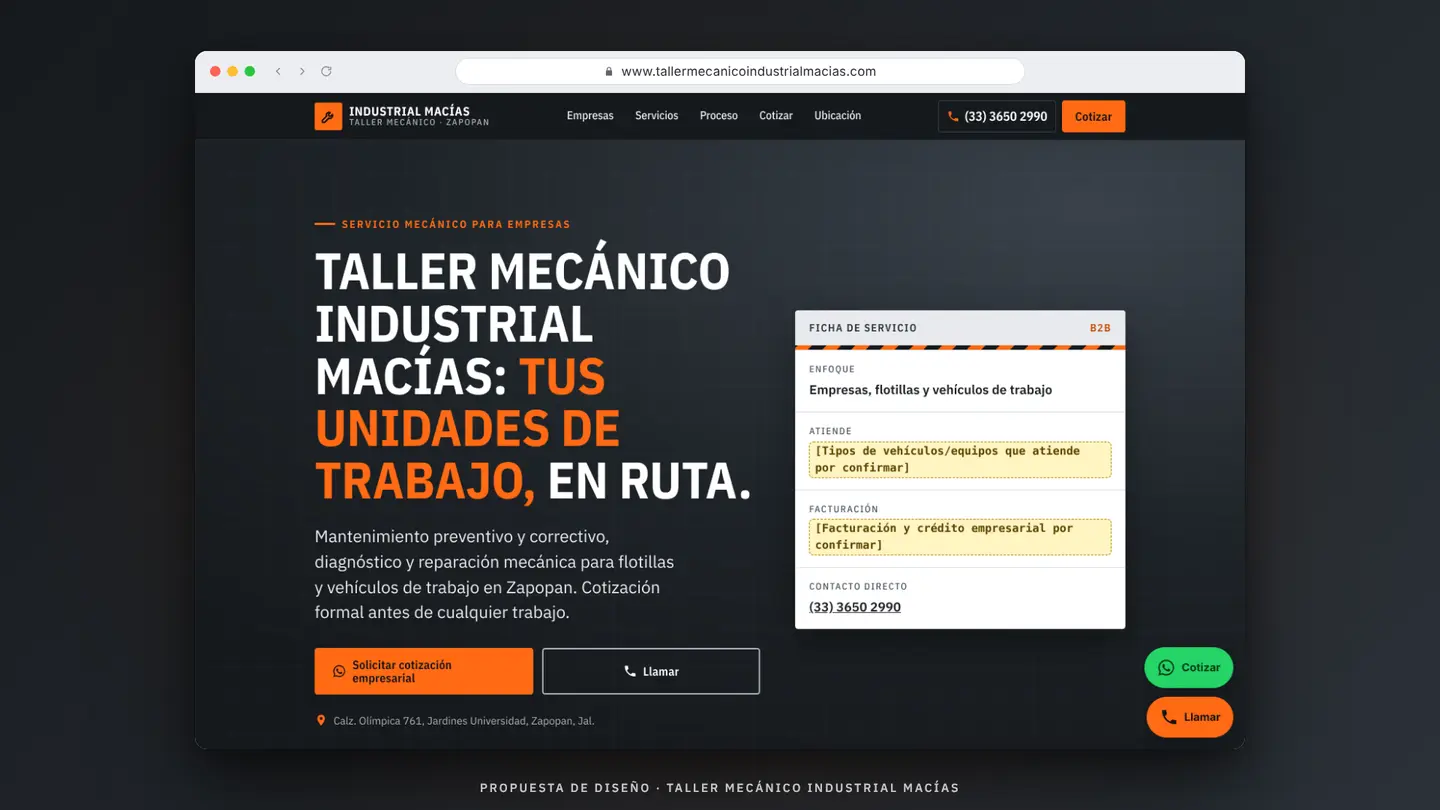 www.tallermecanicoindustrialmacias.com
INDUSTRIAL MACÍAS
TALLER MECÁNICO · ZAPOPAN
Empresas
Servicios
Proceso
Cotizar
Ubicación
(33) 3650 2990
Cotizar
SERVICIO MECÁNICO PARA EMPRESAS
TALLER MECÁNICO
INDUSTRIAL
MACÍAS: TUS
UNIDADES DE
TRABAJO, EN RUTA.
Mantenimiento preventivo y correctivo,
diagnóstico y reparación mecánica para flotillas
y vehículos de trabajo en Zapopan. Cotización
formal antes de cualquier trabajo.
Solicitar cotización
empresarial
Llamar
Calz. Olímpica 761, Jardines Universidad, Zapopan, Jal.
FICHA DE SERVICIO
B2B
ENFOQUE
Empresas, flotillas y vehículos de trabajo
ATIENDE
[Tipos de vehículos/equipos que atiende
por confirmar]
FACTURACIÓN
[Facturación y crédito empresarial por
confirmar]
CONTACTO DIRECTO
(33) 3650 2990
Cotizar
Llamar
PROPUESTA DE DISEÑO · TALLER MECÁNICO INDUSTRIAL MACÍAS